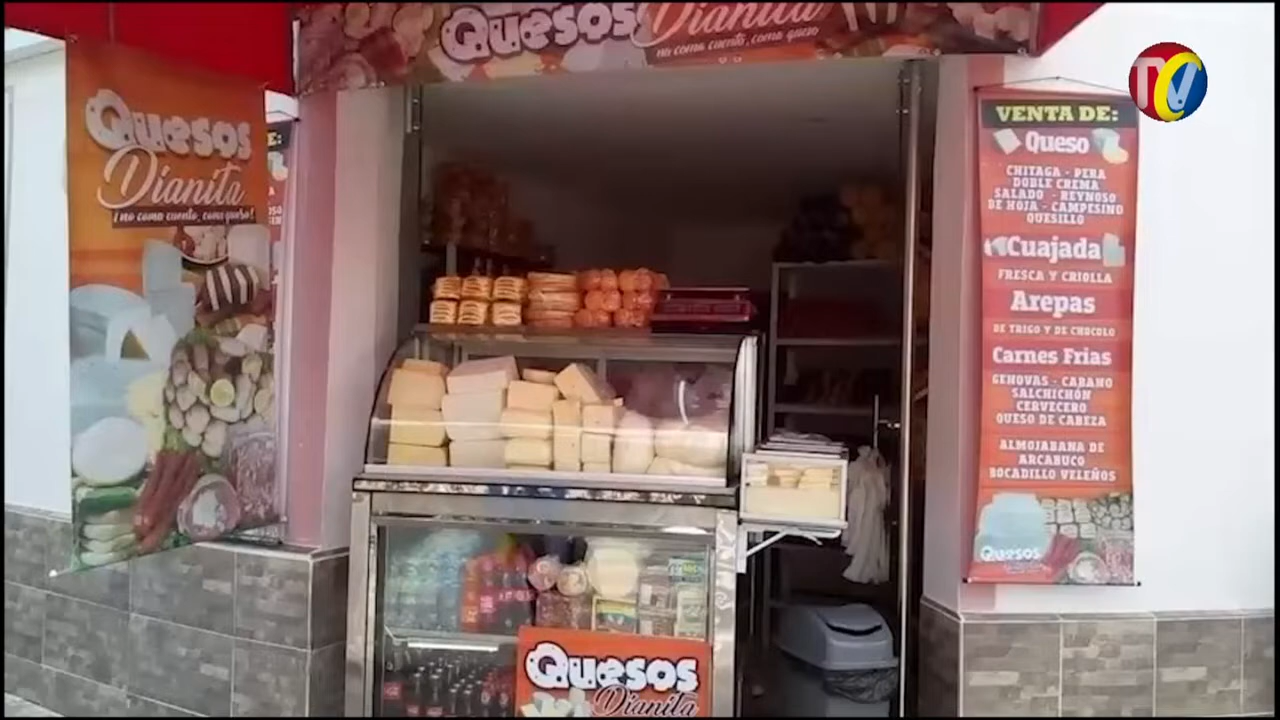 Quesos Dianita
no coma cuento, coma queso
TVC
Quesos
Dianita
¡no coma cuento, coma queso!
E:
VENTA DE:
Queso
CHITAGA - PERA
DOBLE CREMA
SALADO - REYNOSO
DE HOJA - CAMPESINO
QUESILLO
Cuajada
FRESCA Y CRIOLLA
Arepas
DE TRIGO Y DE CHOCLO
Carnes Frias
GENOVAS - CABANO
SALCHICHÓN
CERVECERO
QUESO DE CABEZA
ALMOJABANA DE
ARCABUCO
BOCADILLO VELEÑOS
Quesos
Quesos
Dianita